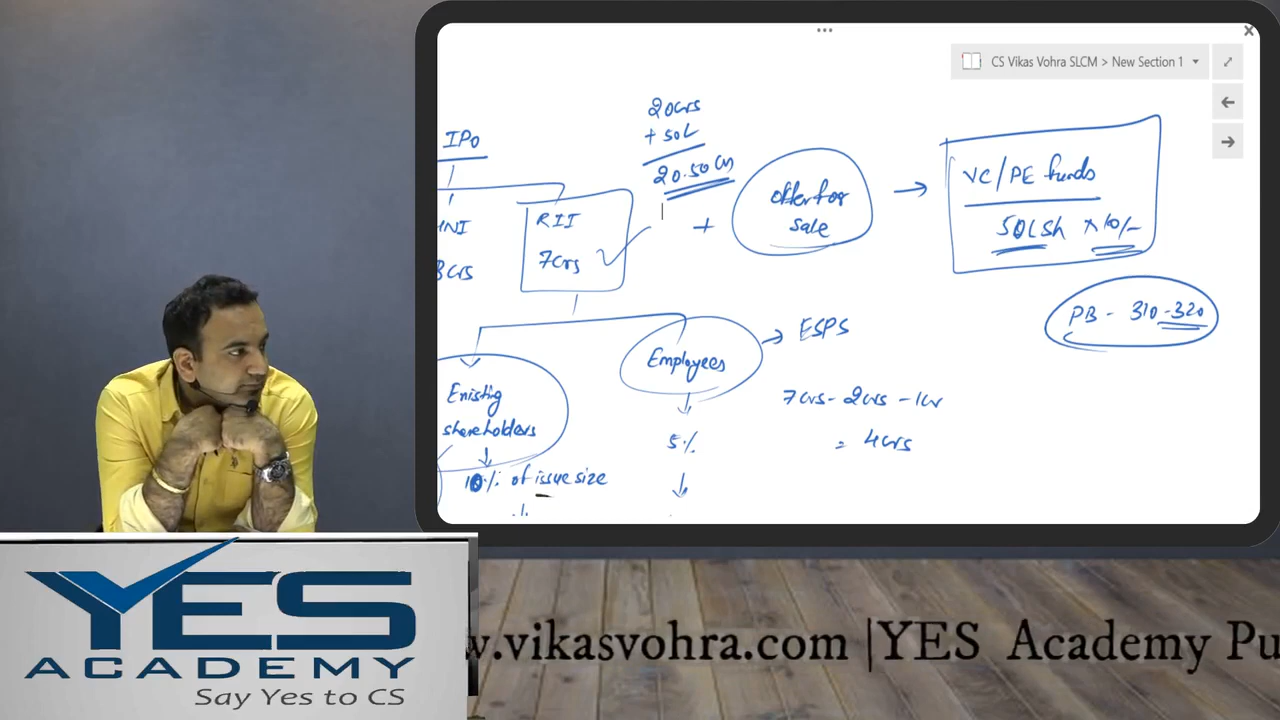 CS Vikas Vohra SLCM > New Section 1
20crs
+ 50L
20.50 Crs
IPO
HNI
3crs
RII
7crs
+
offer for
sale
→
VC/PE funds
50L sh × 10/-
PB - 310-320
Existing
shareholders
10% of issue size
Employees
→ ESPS
5%
7crs - 2crs - 1cr
= 4crs
YES
ACADEMY
Say Yes to CS
w.vikasvohra.com | YES Academy Pu